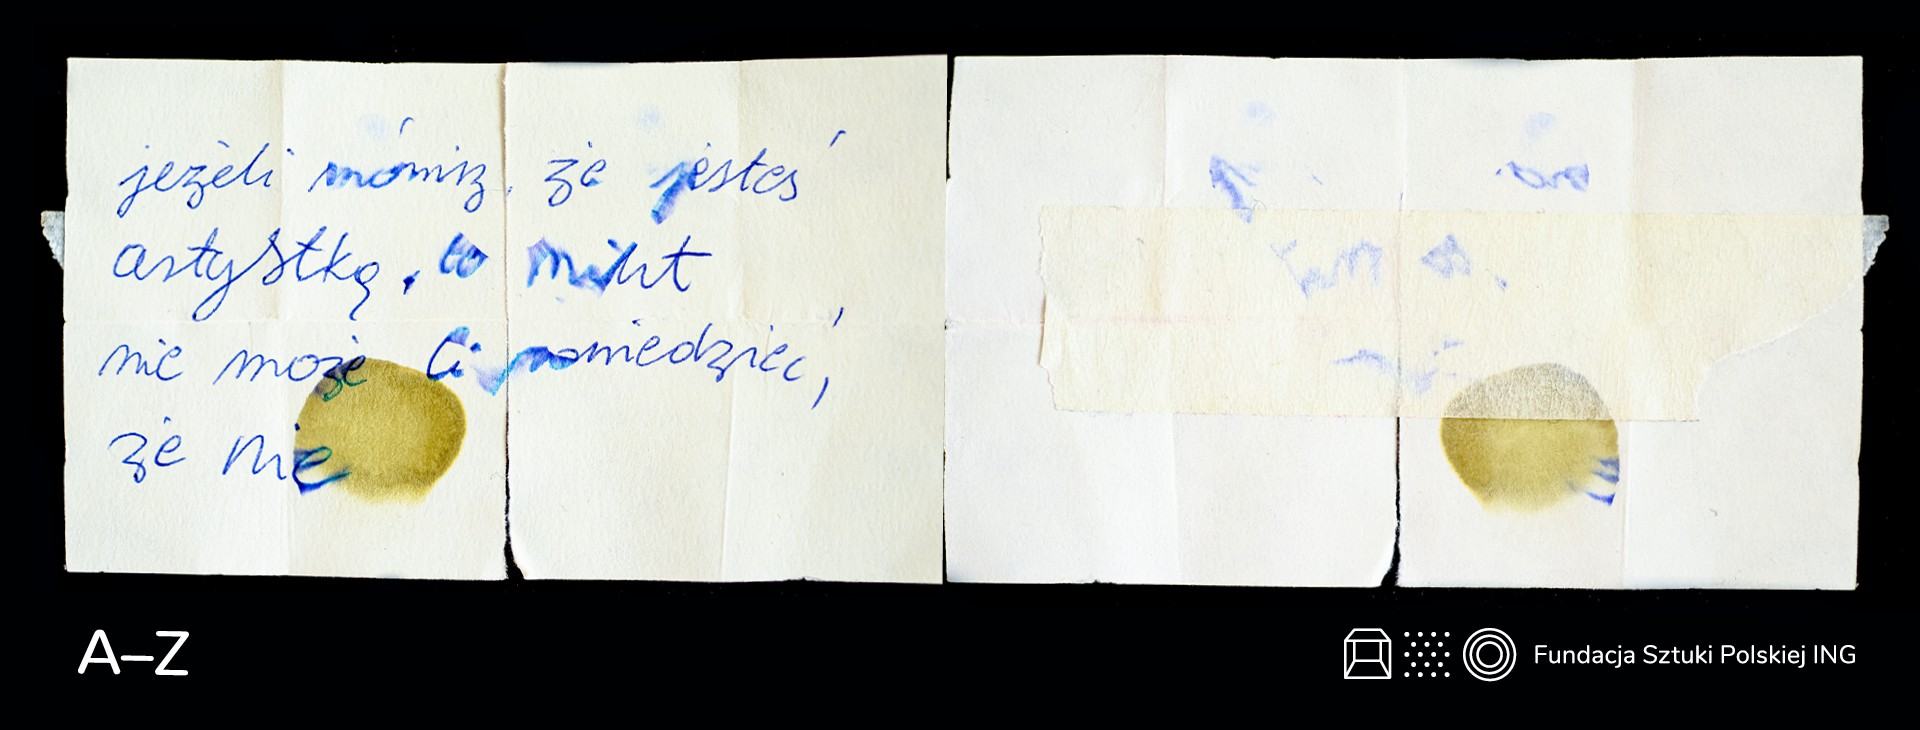 jeżeli mówisz, że jesteś
artystką, to nikt
nie może Ci powiedzieć,
że nie
A–Z
Fundacja Sztuki Polskiej ING